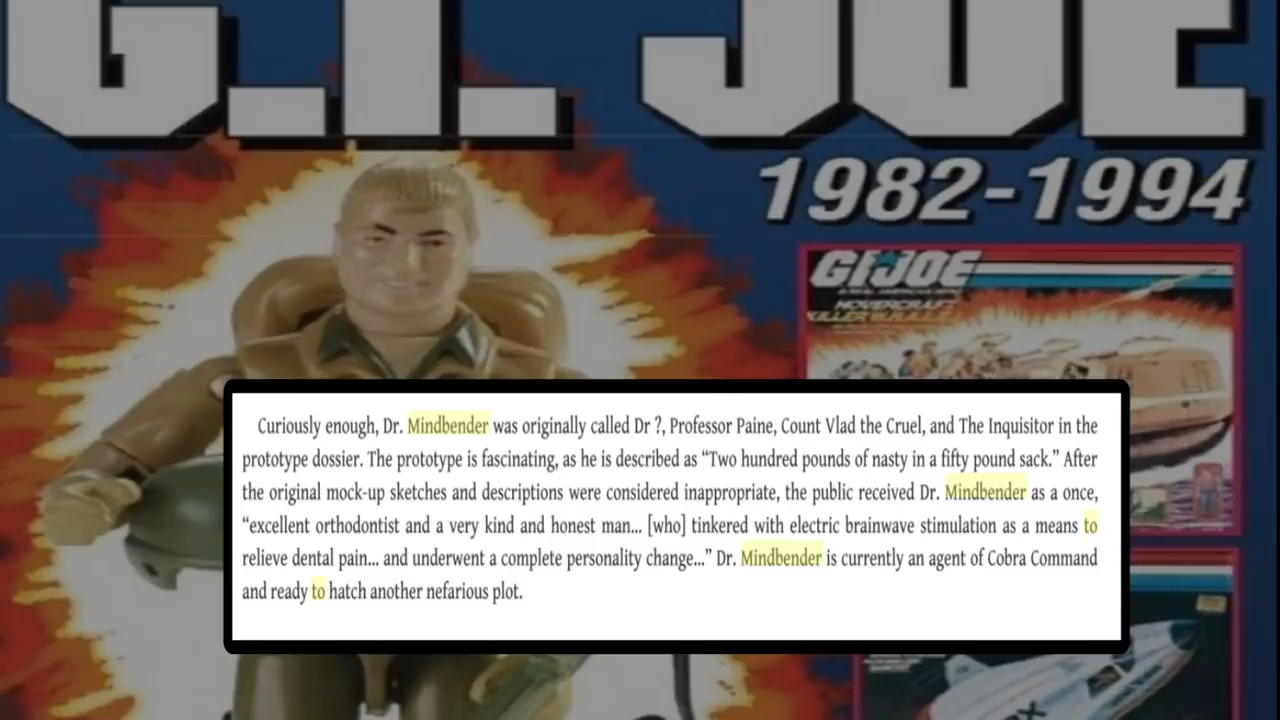 G.I. JOE
1982-1994
GI JOE
HOVERCRAFT
Curiously enough, Dr. Mindbender was originally called Dr ?, Professor Paine, Count Vlad the Cruel, and The Inquisitor in the
prototype dossier. The prototype is fascinating, as he is described as “Two hundred pounds of nasty in a fifty pound sack.” After
the original mock-up sketches and descriptions were considered inappropriate, the public received Dr. Mindbender as a once,
“excellent orthodontist and a very kind and honest man... [who] tinkered with electric brainwave stimulation as a means to
relieve dental pain... and underwent a complete personality change...” Dr. Mindbender is currently an agent of Cobra Command
and ready to hatch another nefarious plot.